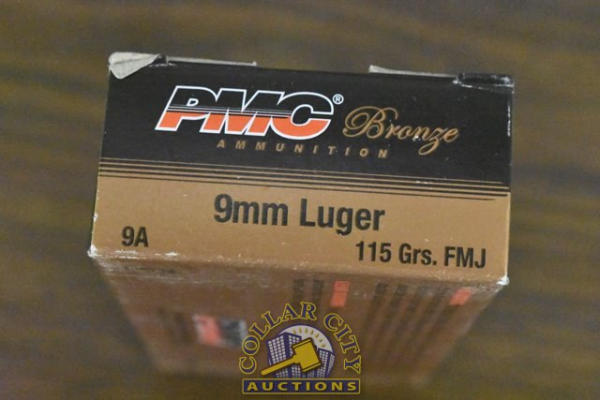 PMC® Bronze
AMMUNITION
9mm Luger
9A
115 Grs. FMJ
COLLAR CITY
AUCTIONS